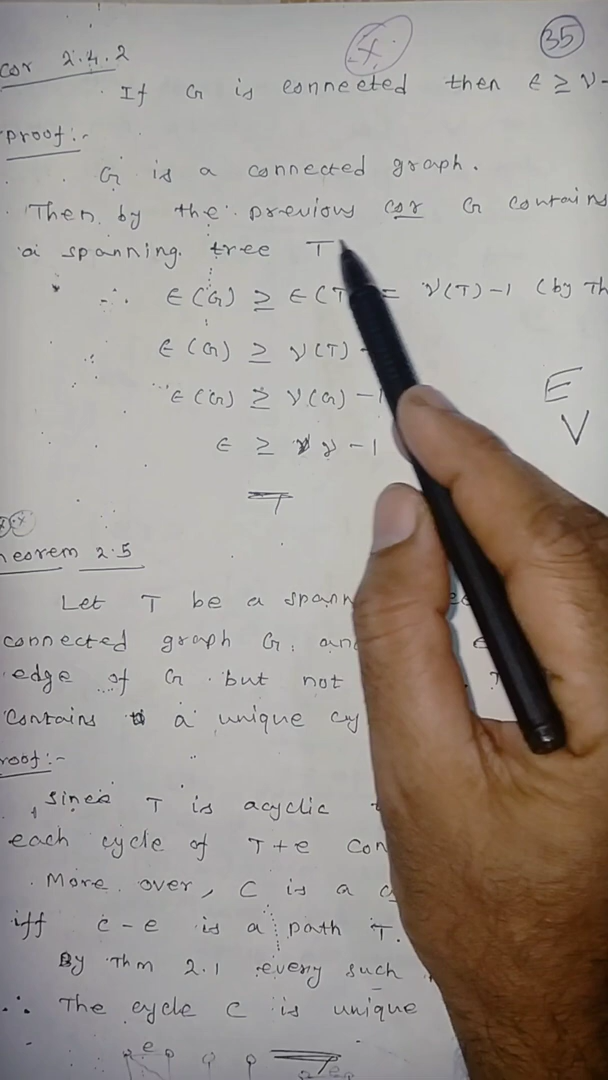 35
Cor 2.4.2
If G is connected then ε ≥ ν -
Proof:-
G is a connected graph.
Then by the previous cor G contains
a spanning tree T
∴ ε(G) ≥ ε(T = ν(T)-1 (by Th
ε(G) ≥ ν(T) -
ε(G) ≥ ν(G) - 1
ε ≥ ν - 1
E
V
heorem 2.5
Let T be a spann
connected graph G, an
edge of G but not
contains a unique cy
roof:-
Since T is acyclic
each cycle of T+e con
More over, C is a
iff C-e is a path T.
By Thm 2.1 every such
∴ The cycle C is unique
e